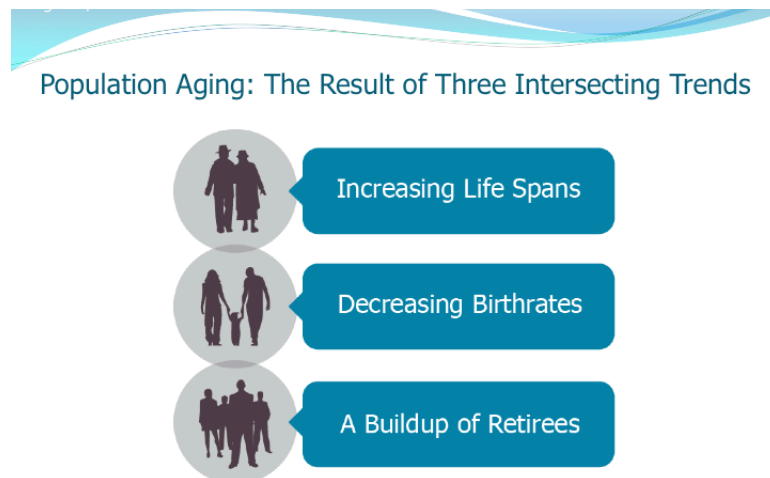 Population Aging: The Result of Three Intersecting Trends
Increasing Life Spans
Decreasing Birthrates
A Buildup of Retirees